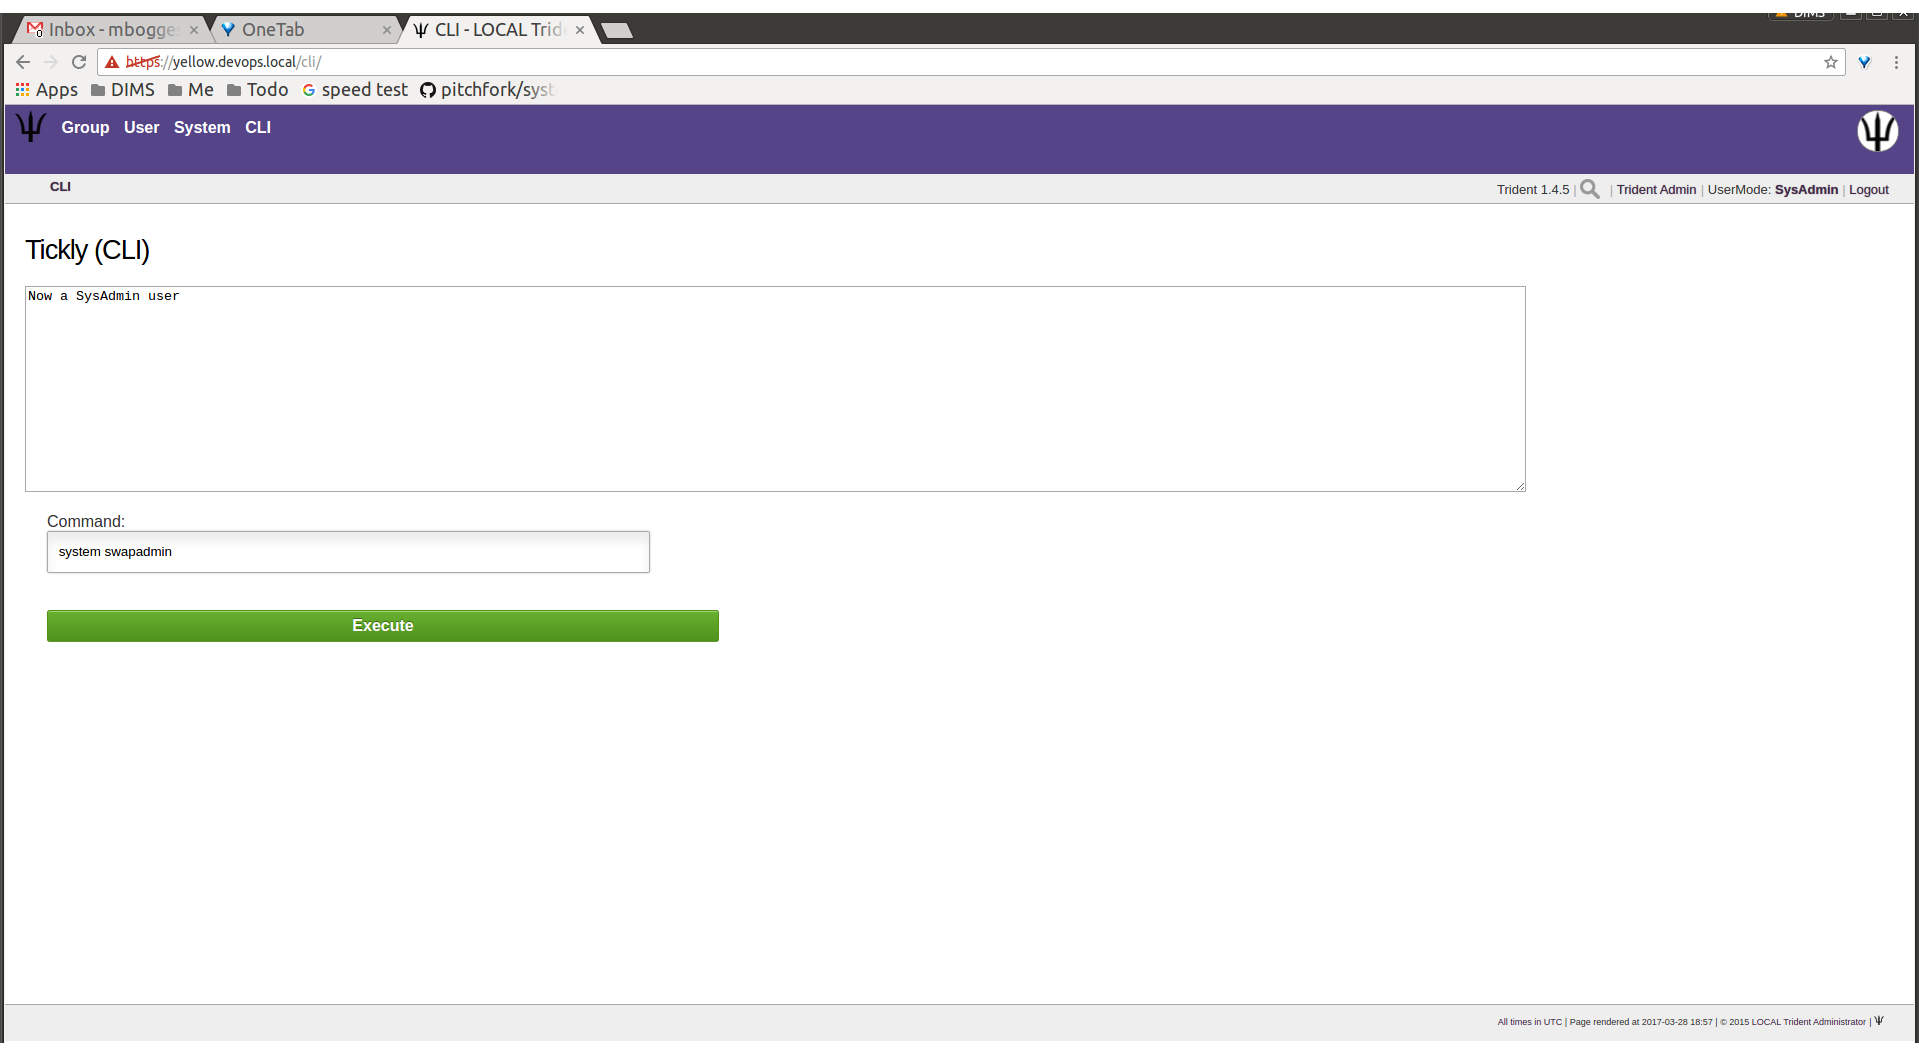 DIMS
Inbox - mbogge
OneTab
CLI - LOCAL Trid
https://yellow.devops.local/cli/
Apps DIMS Me Todo speed test pitchfork/syst
Group User System CLI
CLI
Trident 1.4.5 | | Trident Admin | UserMode: SysAdmin | Logout
Tickly (CLI)
Now a SysAdmin user
Command:
system swapadmin
Execute
All times in UTC | Page rendered at 2017-03-28 18:57 | © 2015 LOCAL Trident Administrator |